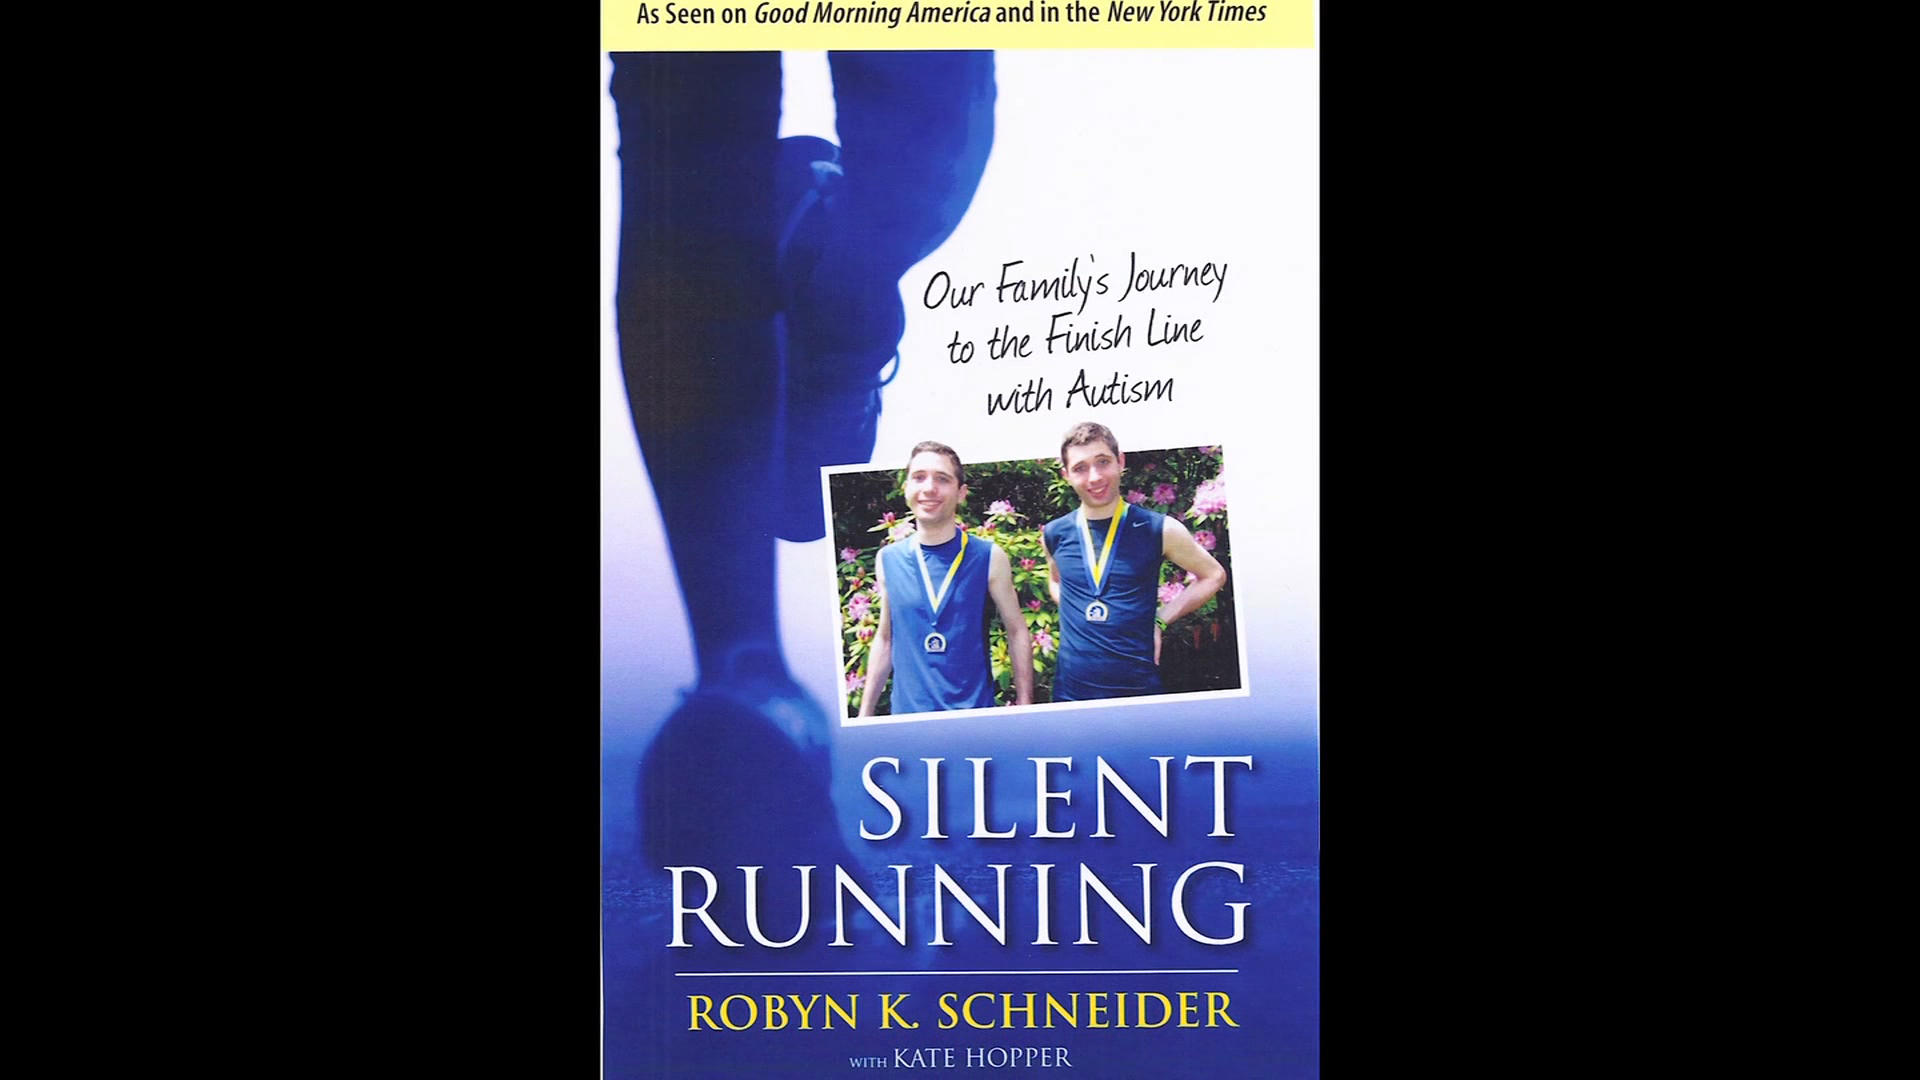 As Seen on Good Morning America and in the New York Times
Our Family's Journey
to the Finish Line
with Autism
SILENT
RUNNING
ROBYN K. SCHNEIDER
WITH KATE HOPPER